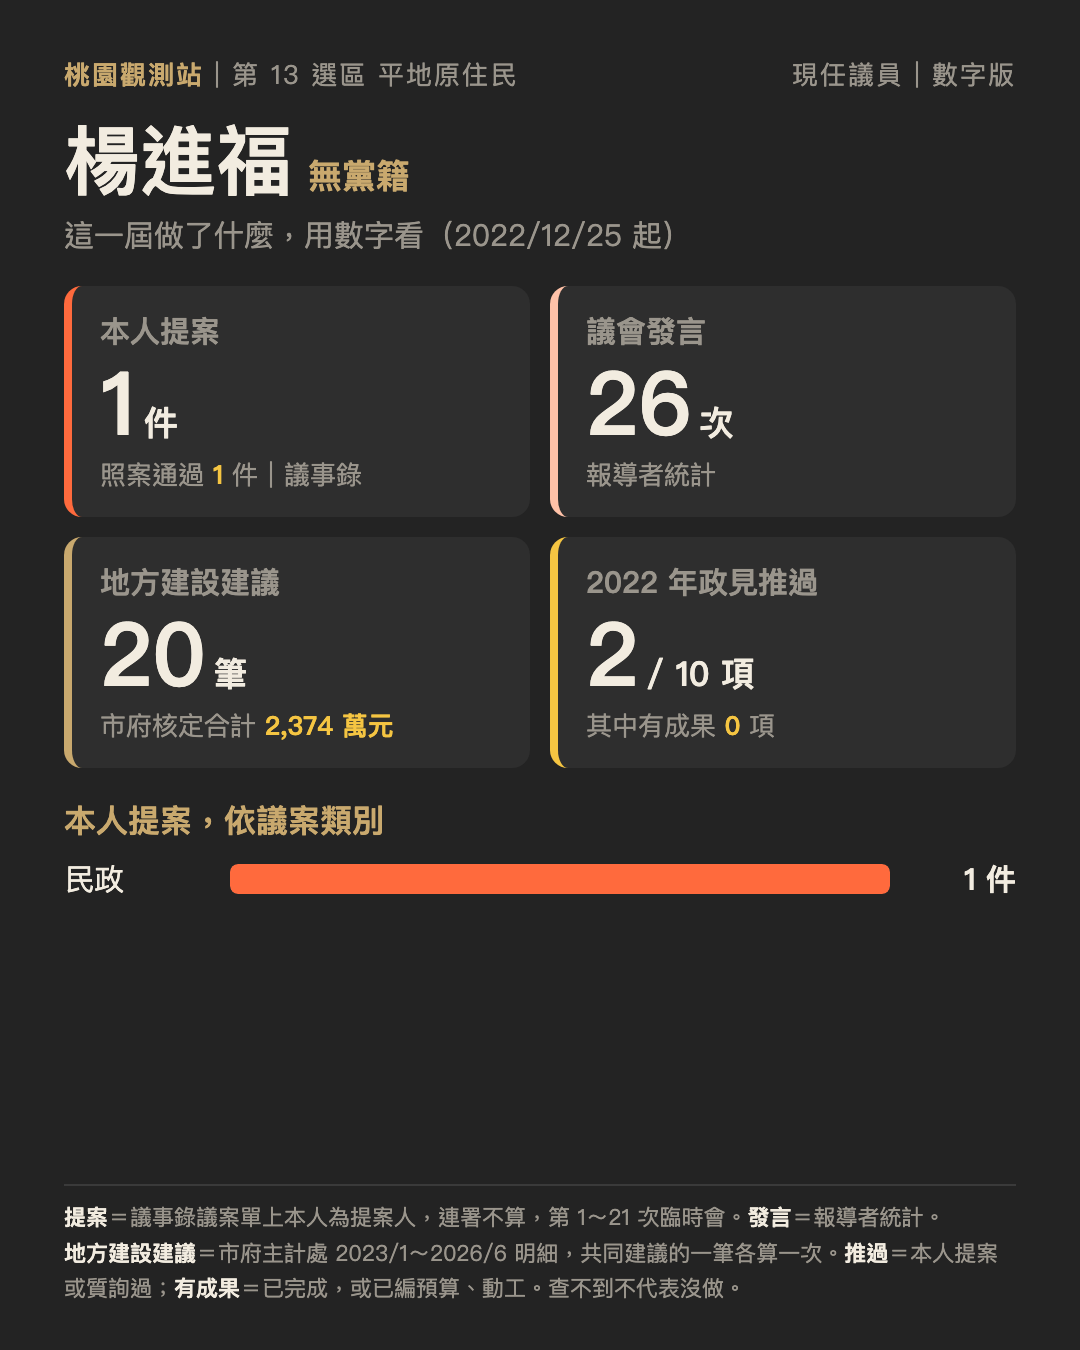 桃園觀測站｜第 13 選區 平地原住民
現任議員｜數字版
楊進福 無黨籍
這一屆做了什麼，用數字看（2022/12/25 起）
本人提案
1 件
照案通過 1 件｜議事錄
議會發言
26 次
報導者統計
地方建設建議
20 筆
市府核定合計 2,374 萬元
2022 年政見推過
2 / 10 項
其中有成果 0 項
本人提案，依議案類別
民政 1 件
提案＝議事錄議案單上本人為提案人，連署不算，第 1～21 次臨時會。發言＝報導者統計。
地方建設建議＝市府主計處 2023/1～2026/6 明細，共同建議的一筆各算一次。推過＝本人提案
或質詢過；有成果＝已完成，或已編預算、動工。查不到不代表沒做。